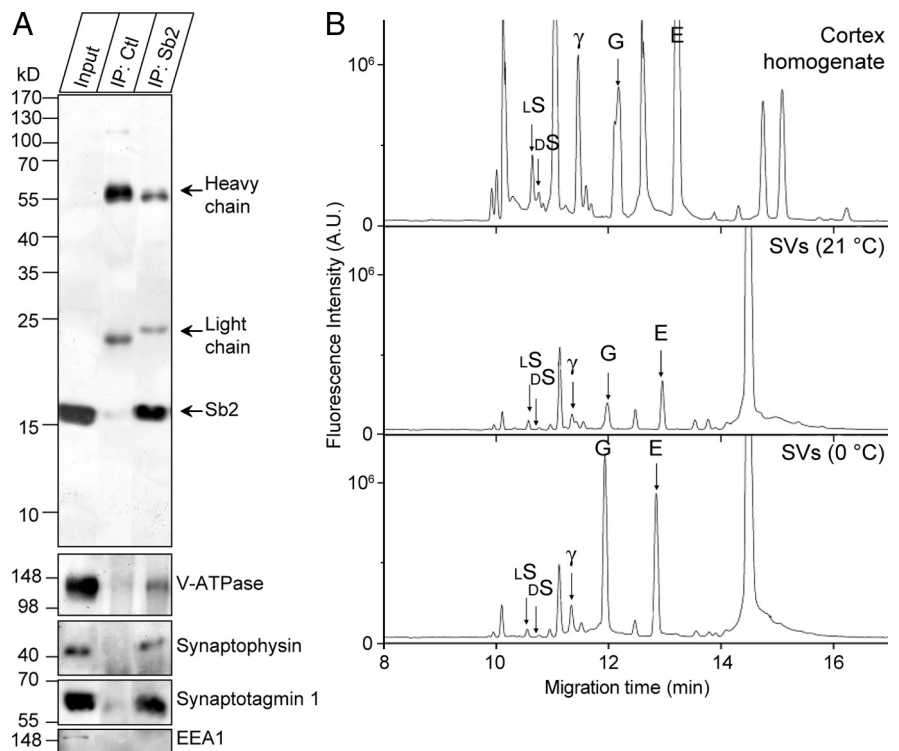 A
Input
IP: Ctl
IP: Sb2
kD
170
130
100
70
55
40
35
25
15
10
Heavy
chain
Light
chain
Sb2
148
98
V-ATPase
40
Synaptophysin
70
55
Synaptotagmin 1
148
EEA1
B
Fluorescence Intensity (A.U.)
10⁶
0
LS
DS
γ
G
E
Cortex
homogenate
10⁶
0
LS
DS
γ
G
E
SVs (21 °C)
10⁶
0
LS
DS
γ
G
E
SVs (0 °C)
8
10
12
14
16
Migration time (min)